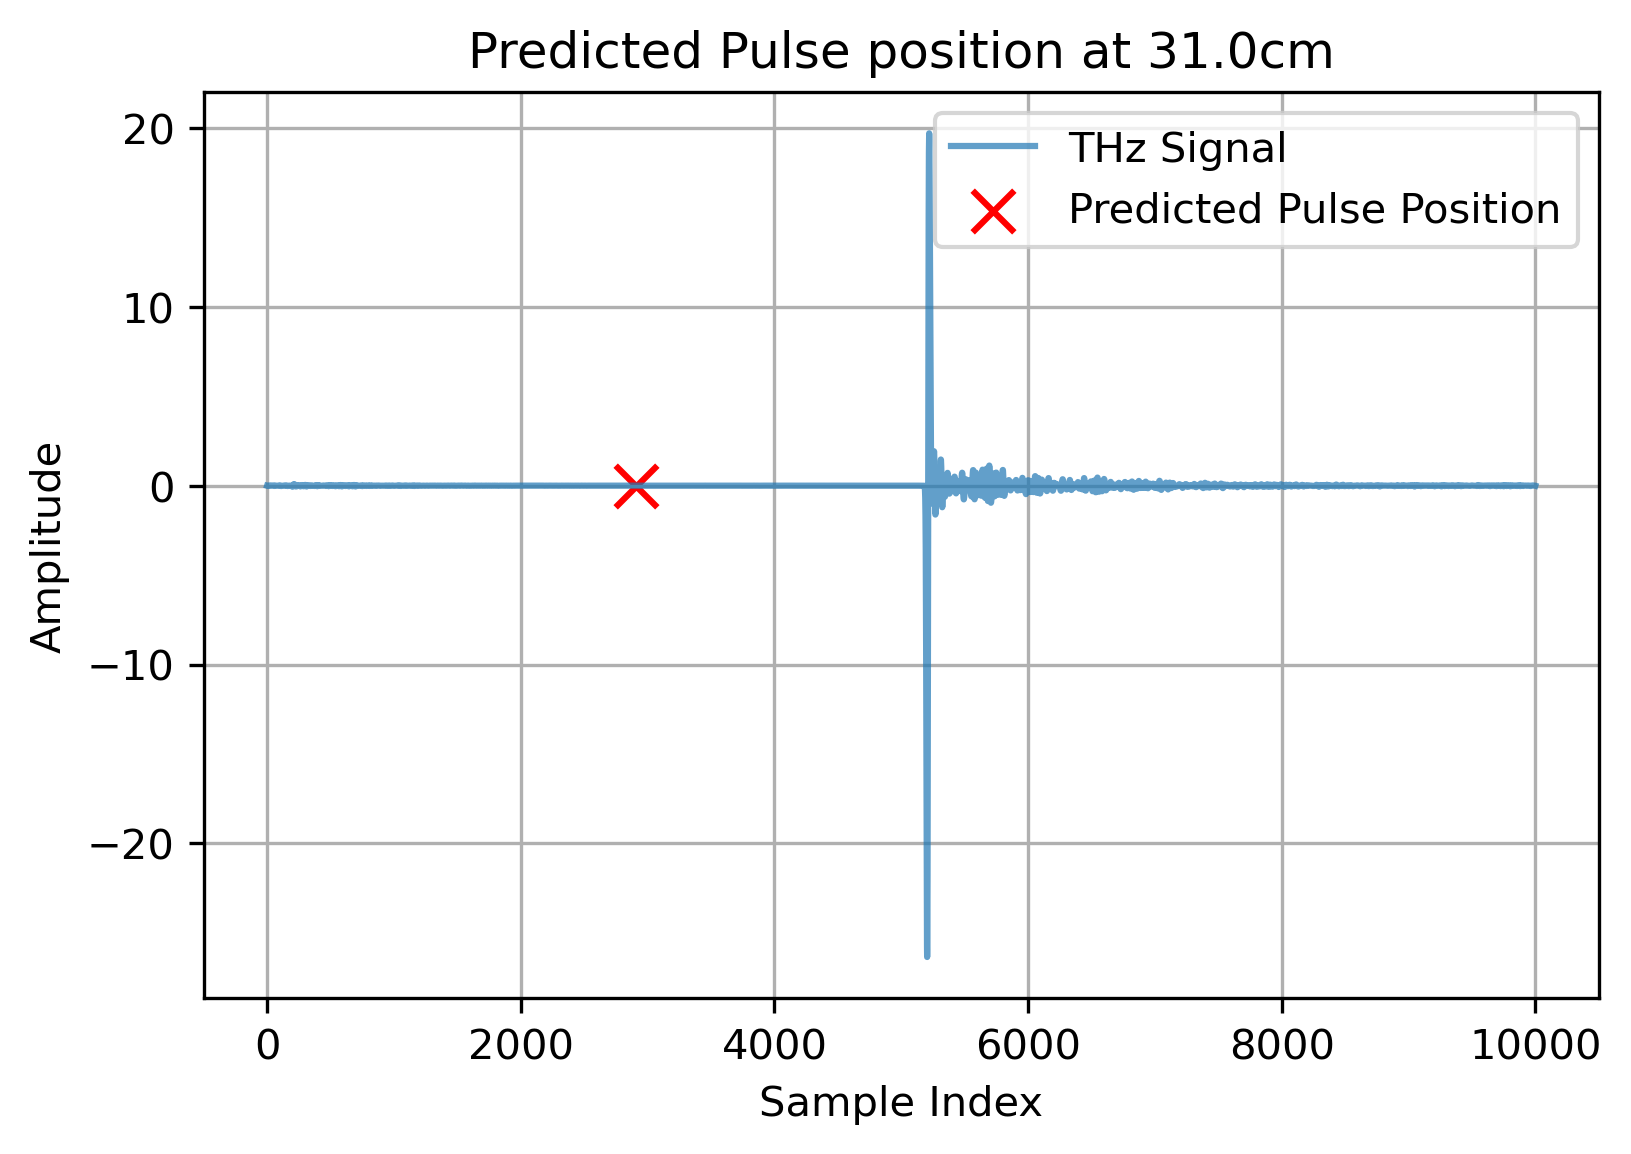 Predicted Pulse position at 31.0cm
THz Signal
Predicted Pulse Position
20
10
0
−10
−20
Amplitude
0 2000 4000 6000 8000 10000
Sample Index